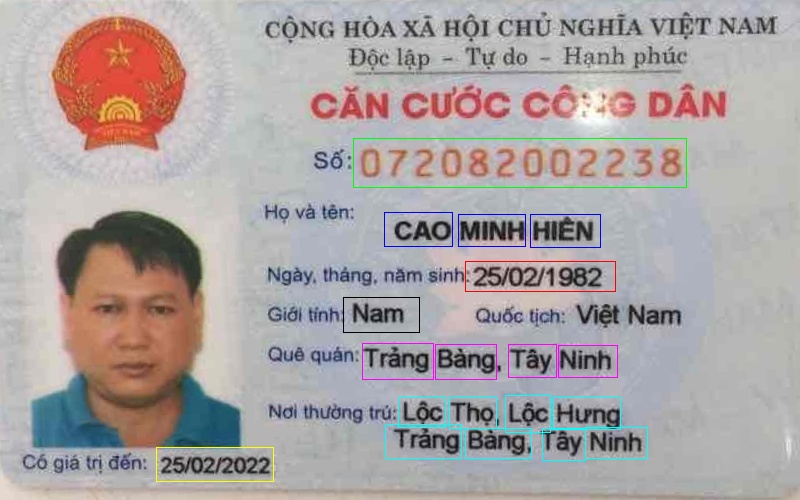 CỘNG HÒA XÃ HỘI CHỦ NGHĨA VIỆT NAM
Độc lập – Tự do – Hạnh phúc
CĂN CƯỚC CÔNG DÂN
Số: 072082002238
Họ và tên: CAO MINH HIÊN
Ngày, tháng, năm sinh: 25/02/1982
Giới tính: Nam Quốc tịch: Việt Nam
Quê quán: Trảng Bàng, Tây Ninh
Nơi thường trú: Lộc Thọ, Lộc Hưng
Trảng Bàng, Tây Ninh
Có giá trị đến: 25/02/2022